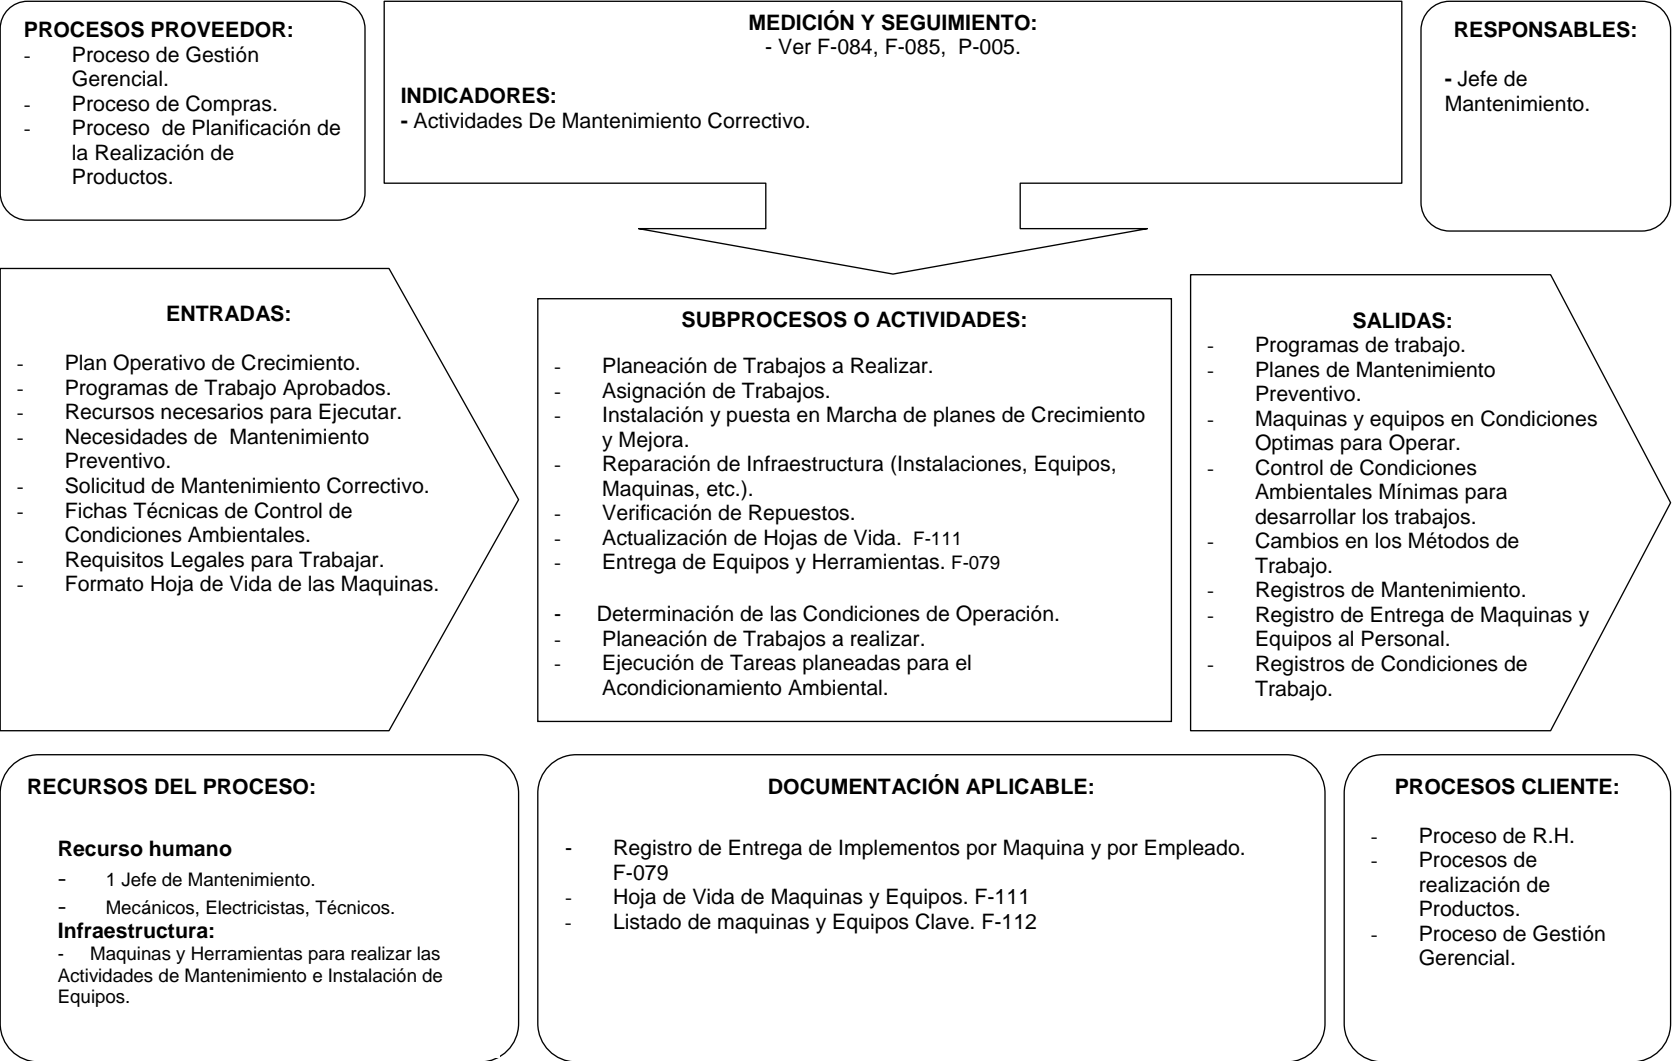 PROCESOS PROVEEDOR:
- Proceso de Gestión
Gerencial.
- Proceso de Compras.
- Proceso de Planificación de
la Realización de
Productos.
MEDICIÓN Y SEGUIMIENTO:
- Ver F-084, F-085, P-005.
INDICADORES:
- Actividades De Mantenimiento Correctivo.
RESPONSABLES:
- Jefe de
Mantenimiento.
ENTRADAS:
- Plan Operativo de Crecimiento.
- Programas de Trabajo Aprobados.
- Recursos necesarios para Ejecutar.
- Necesidades de Mantenimiento
Preventivo.
- Solicitud de Mantenimiento Correctivo.
- Fichas Técnicas de Control de
Condiciones Ambientales.
- Requisitos Legales para Trabajar.
- Formato Hoja de Vida de las Maquinas.
SUBPROCESOS O ACTIVIDADES:
- Planeación de Trabajos a Realizar.
- Asignación de Trabajos.
- Instalación y puesta en Marcha de planes de Crecimiento
y Mejora.
- Reparación de Infraestructura (Instalaciones, Equipos,
Maquinas, etc.).
- Verificación de Repuestos.
- Actualización de Hojas de Vida. F-111
- Entrega de Equipos y Herramientas. F-079
- Determinación de las Condiciones de Operación.
- Planeación de Trabajos a realizar.
- Ejecución de Tareas planeadas para el
Acondicionamiento Ambiental.
SALIDAS:
- Programas de trabajo.
- Planes de Mantenimiento
Preventivo.
- Maquinas y equipos en Condiciones
Optimas para Operar.
- Control de Condiciones
Ambientales Mínimas para
desarrollar los trabajos.
- Cambios en los Métodos de
Trabajo.
- Registros de Mantenimiento.
- Registro de Entrega de Maquinas y
Equipos al Personal.
- Registros de Condiciones de
Trabajo.
RECURSOS DEL PROCESO:
Recurso humano
- 1 Jefe de Mantenimiento.
- Mecánicos, Electricistas, Técnicos.
Infraestructura:
- Maquinas y Herramientas para realizar las
Actividades de Mantenimiento e Instalación de
Equipos.
DOCUMENTACIÓN APLICABLE:
- Registro de Entrega de Implementos por Maquina y por Empleado.
F-079
- Hoja de Vida de Maquinas y Equipos. F-111
- Listado de maquinas y Equipos Clave. F-112
PROCESOS CLIENTE:
- Proceso de R.H.
- Procesos de
realización de
Productos.
- Proceso de Gestión
Gerencial.